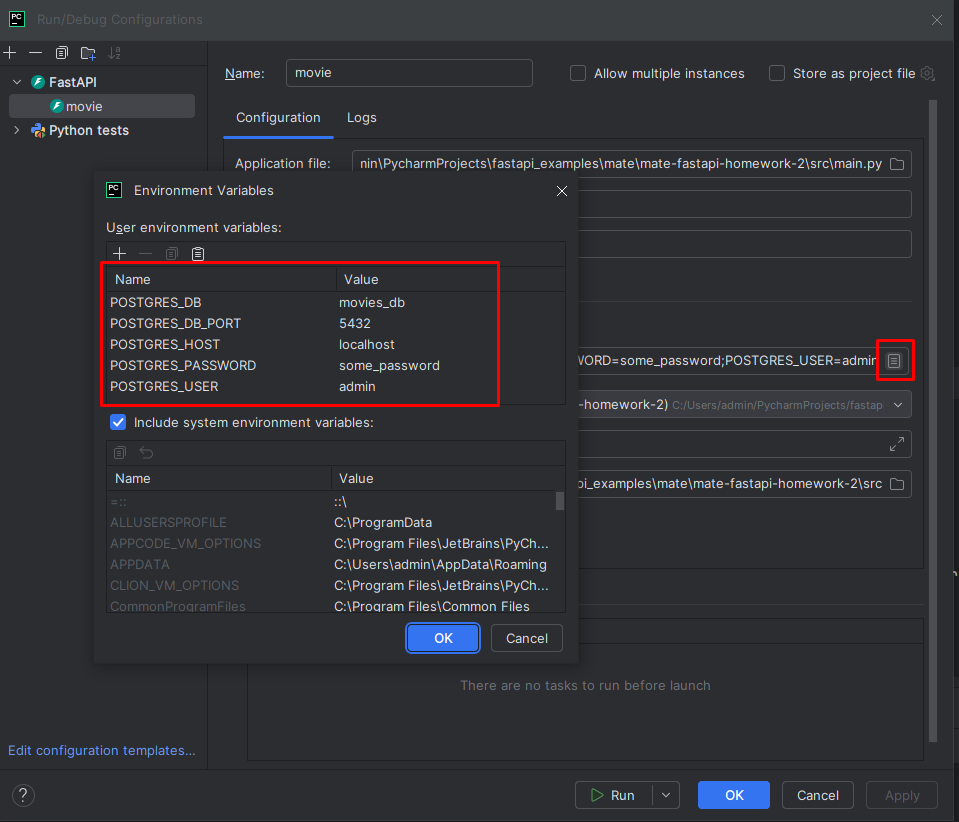 PC Run/Debug Configurations
FastAPI
movie
Python tests
Name: movie Allow multiple instances Store as project file
Configuration Logs
Application file: nin\PycharmProjects\fastapi_examples\mate\mate-fastapi-homework-2\src\main.py
PC Environment Variables
User environment variables:
Name Value
POSTGRES_DB movies_db
POSTGRES_DB_PORT 5432
POSTGRES_HOST localhost
POSTGRES_PASSWORD some_password
POSTGRES_USER admin
WORD=some_password;POSTGRES_USER=admin
-homework-2) C:/Users/admin/PycharmProjects/fastap
Include system environment variables:
Name Value
=:: ::\
ALLUSERSPROFILE C:\ProgramData
APPCODE_VM_OPTIONS C:\Program Files\JetBrains\PyCh...
APPDATA C:\Users\admin\AppData\Roaming
CLION_VM_OPTIONS C:\Program Files\JetBrains\PyCh...
CommonProgramFiles C:\Program Files\Common Files
pi_examples\mate\mate-fastapi-homework-2\src
OK Cancel
There are no tasks to run before launch
Edit configuration templates...
? Run OK Cancel Apply